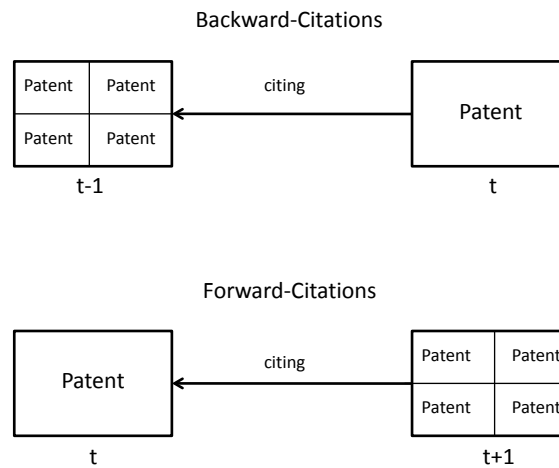 Backward-Citations
Patent Patent
citing
Patent
Patent Patent
t-1
t
Forward-Citations
Patent
citing
Patent Patent
Patent Patent
t
t+1